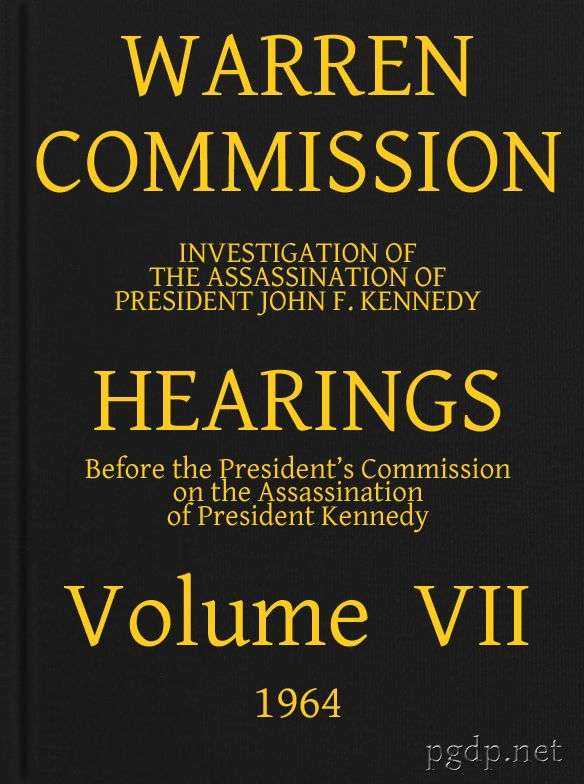 WARREN
COMMISSION
INVESTIGATION OF
THE ASSASSINATION OF
PRESIDENT JOHN F. KENNEDY
HEARINGS
Before the President’s Commission
on the Assassination
of President Kennedy
Volume VII
1964
pgdp.net